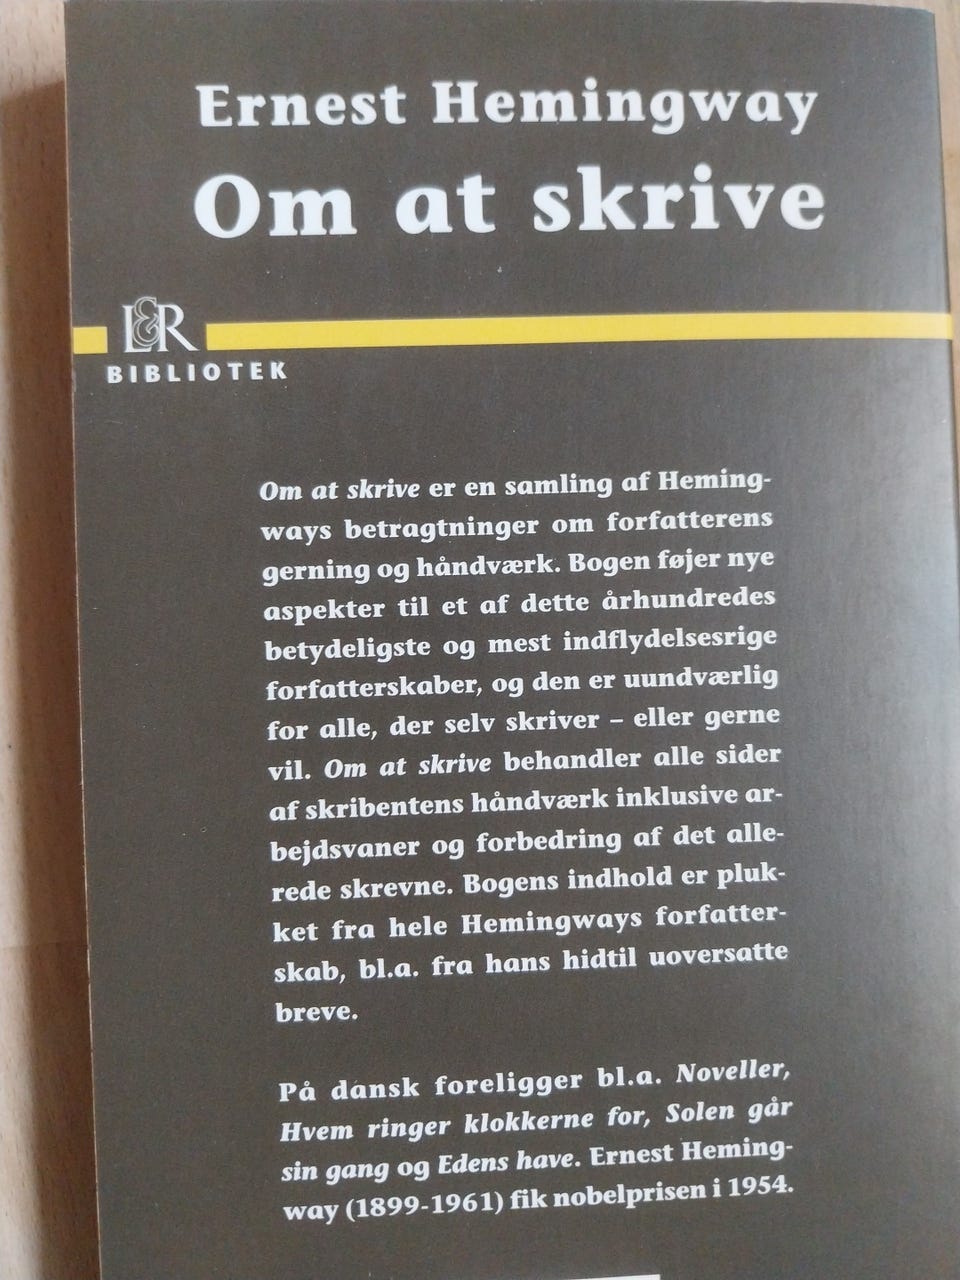 Ernest Hemingway
Om at skrive
L&R
BIBLIOTEK
Om at skrive er en samling af Heming-
ways betragtninger om forfatterens
gerning og håndværk. Bogen føjer nye
aspekter til et af dette århundredes
betydeligste og mest indflydelsesrige
forfatterskaber, og den er uundværlig
for alle, der selv skriver – eller gerne
vil. Om at skrive behandler alle sider
af skribentens håndværk inklusive ar-
bejdsvaner og forbedring af det alle-
rede skrevne. Bogens indhold er pluk-
ket fra hele Hemingways forfatter-
skab, bl.a. fra hans hidtil uoversatte
breve.
På dansk foreligger bl.a. Noveller,
Hvem ringer klokkerne for, Solen går
sin gang og Edens have. Ernest Heming-
way (1899-1961) fik nobelprisen i 1954.